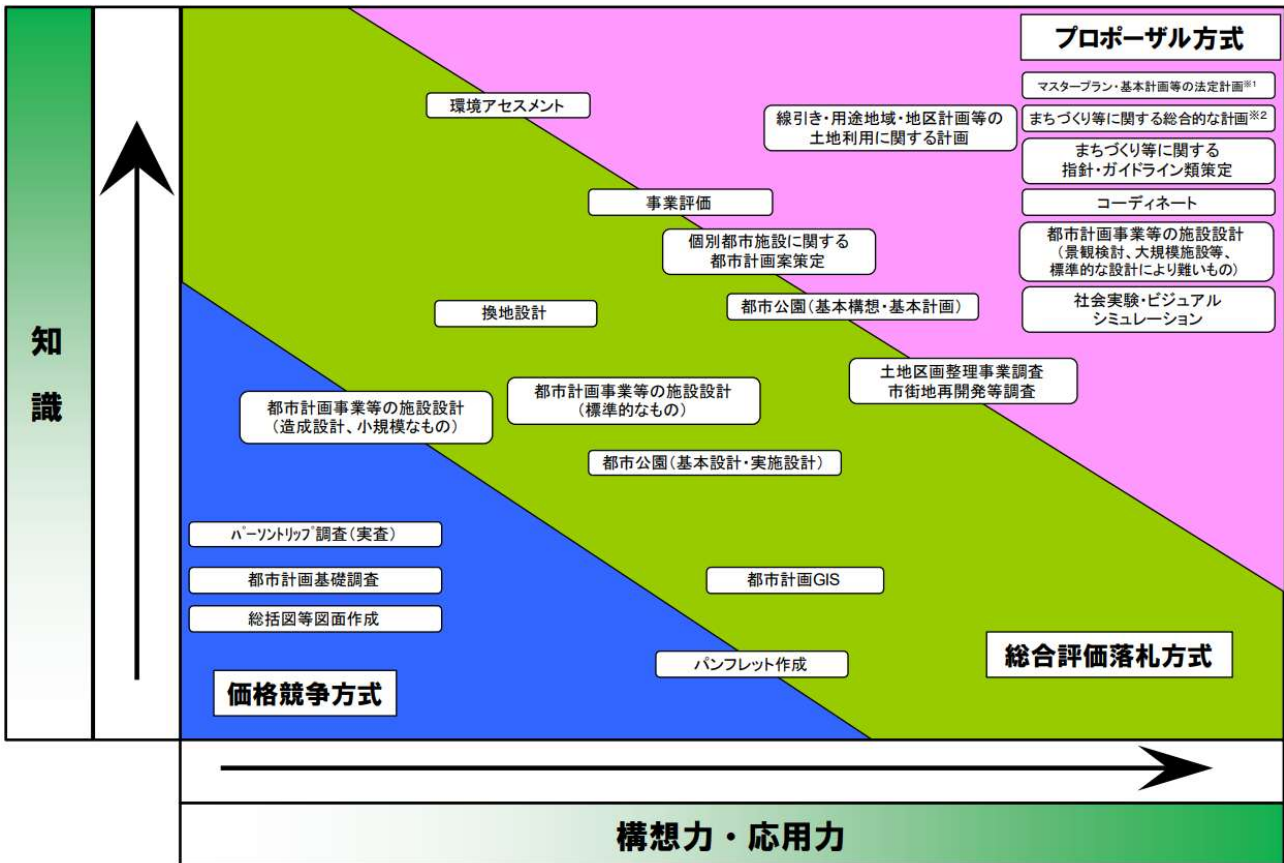 プロポーザル方式
マスタープラン・基本計画等の法定計画※1
環境アセスメント
線引き・用途地域・地区計画等の
土地利用に関する計画
まちづくり等に関する総合的な計画※2
まちづくり等に関する
指針・ガイドライン類策定
事業評価
コーディネート
個別都市施設に関する
都市計画案策定
都市計画事業等の施設設計
(景観検討、大規模施設等、
標準的な設計により難いもの)
換地設計
都市公園(基本構想・基本計画)
社会実験・ビジュアル
シミュレーション
知
識
土地区画整理事業調査
市街地再開発等調査
都市計画事業等の施設設計
(造成設計、小規模なもの)
都市計画事業等の施設設計
(標準的なもの)
都市公園(基本設計・実施設計)
パーソントリップ調査(実査)
都市計画基礎調査
都市計画GIS
総括図等図面作成
パンフレット作成
総合評価落札方式
価格競争方式
構想力・応用力